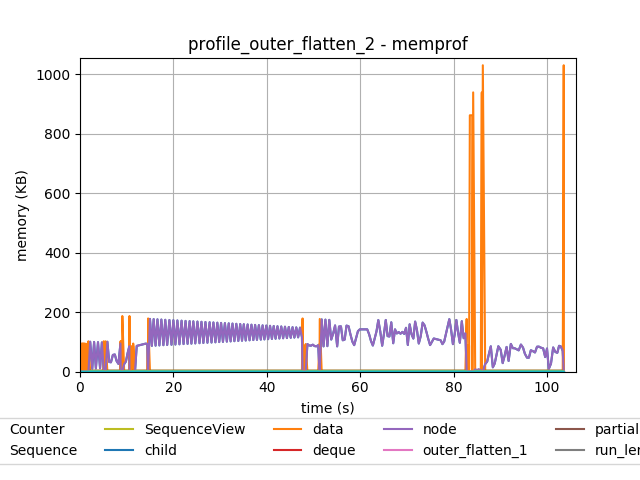 profile_outer_flatten_2 - memprof
1000
800
600
400
200
0
memory (KB)
0 20 40 60 80 100
time (s)
Counter SequenceView data node partial
Sequence child deque outer_flatten_1 run_len